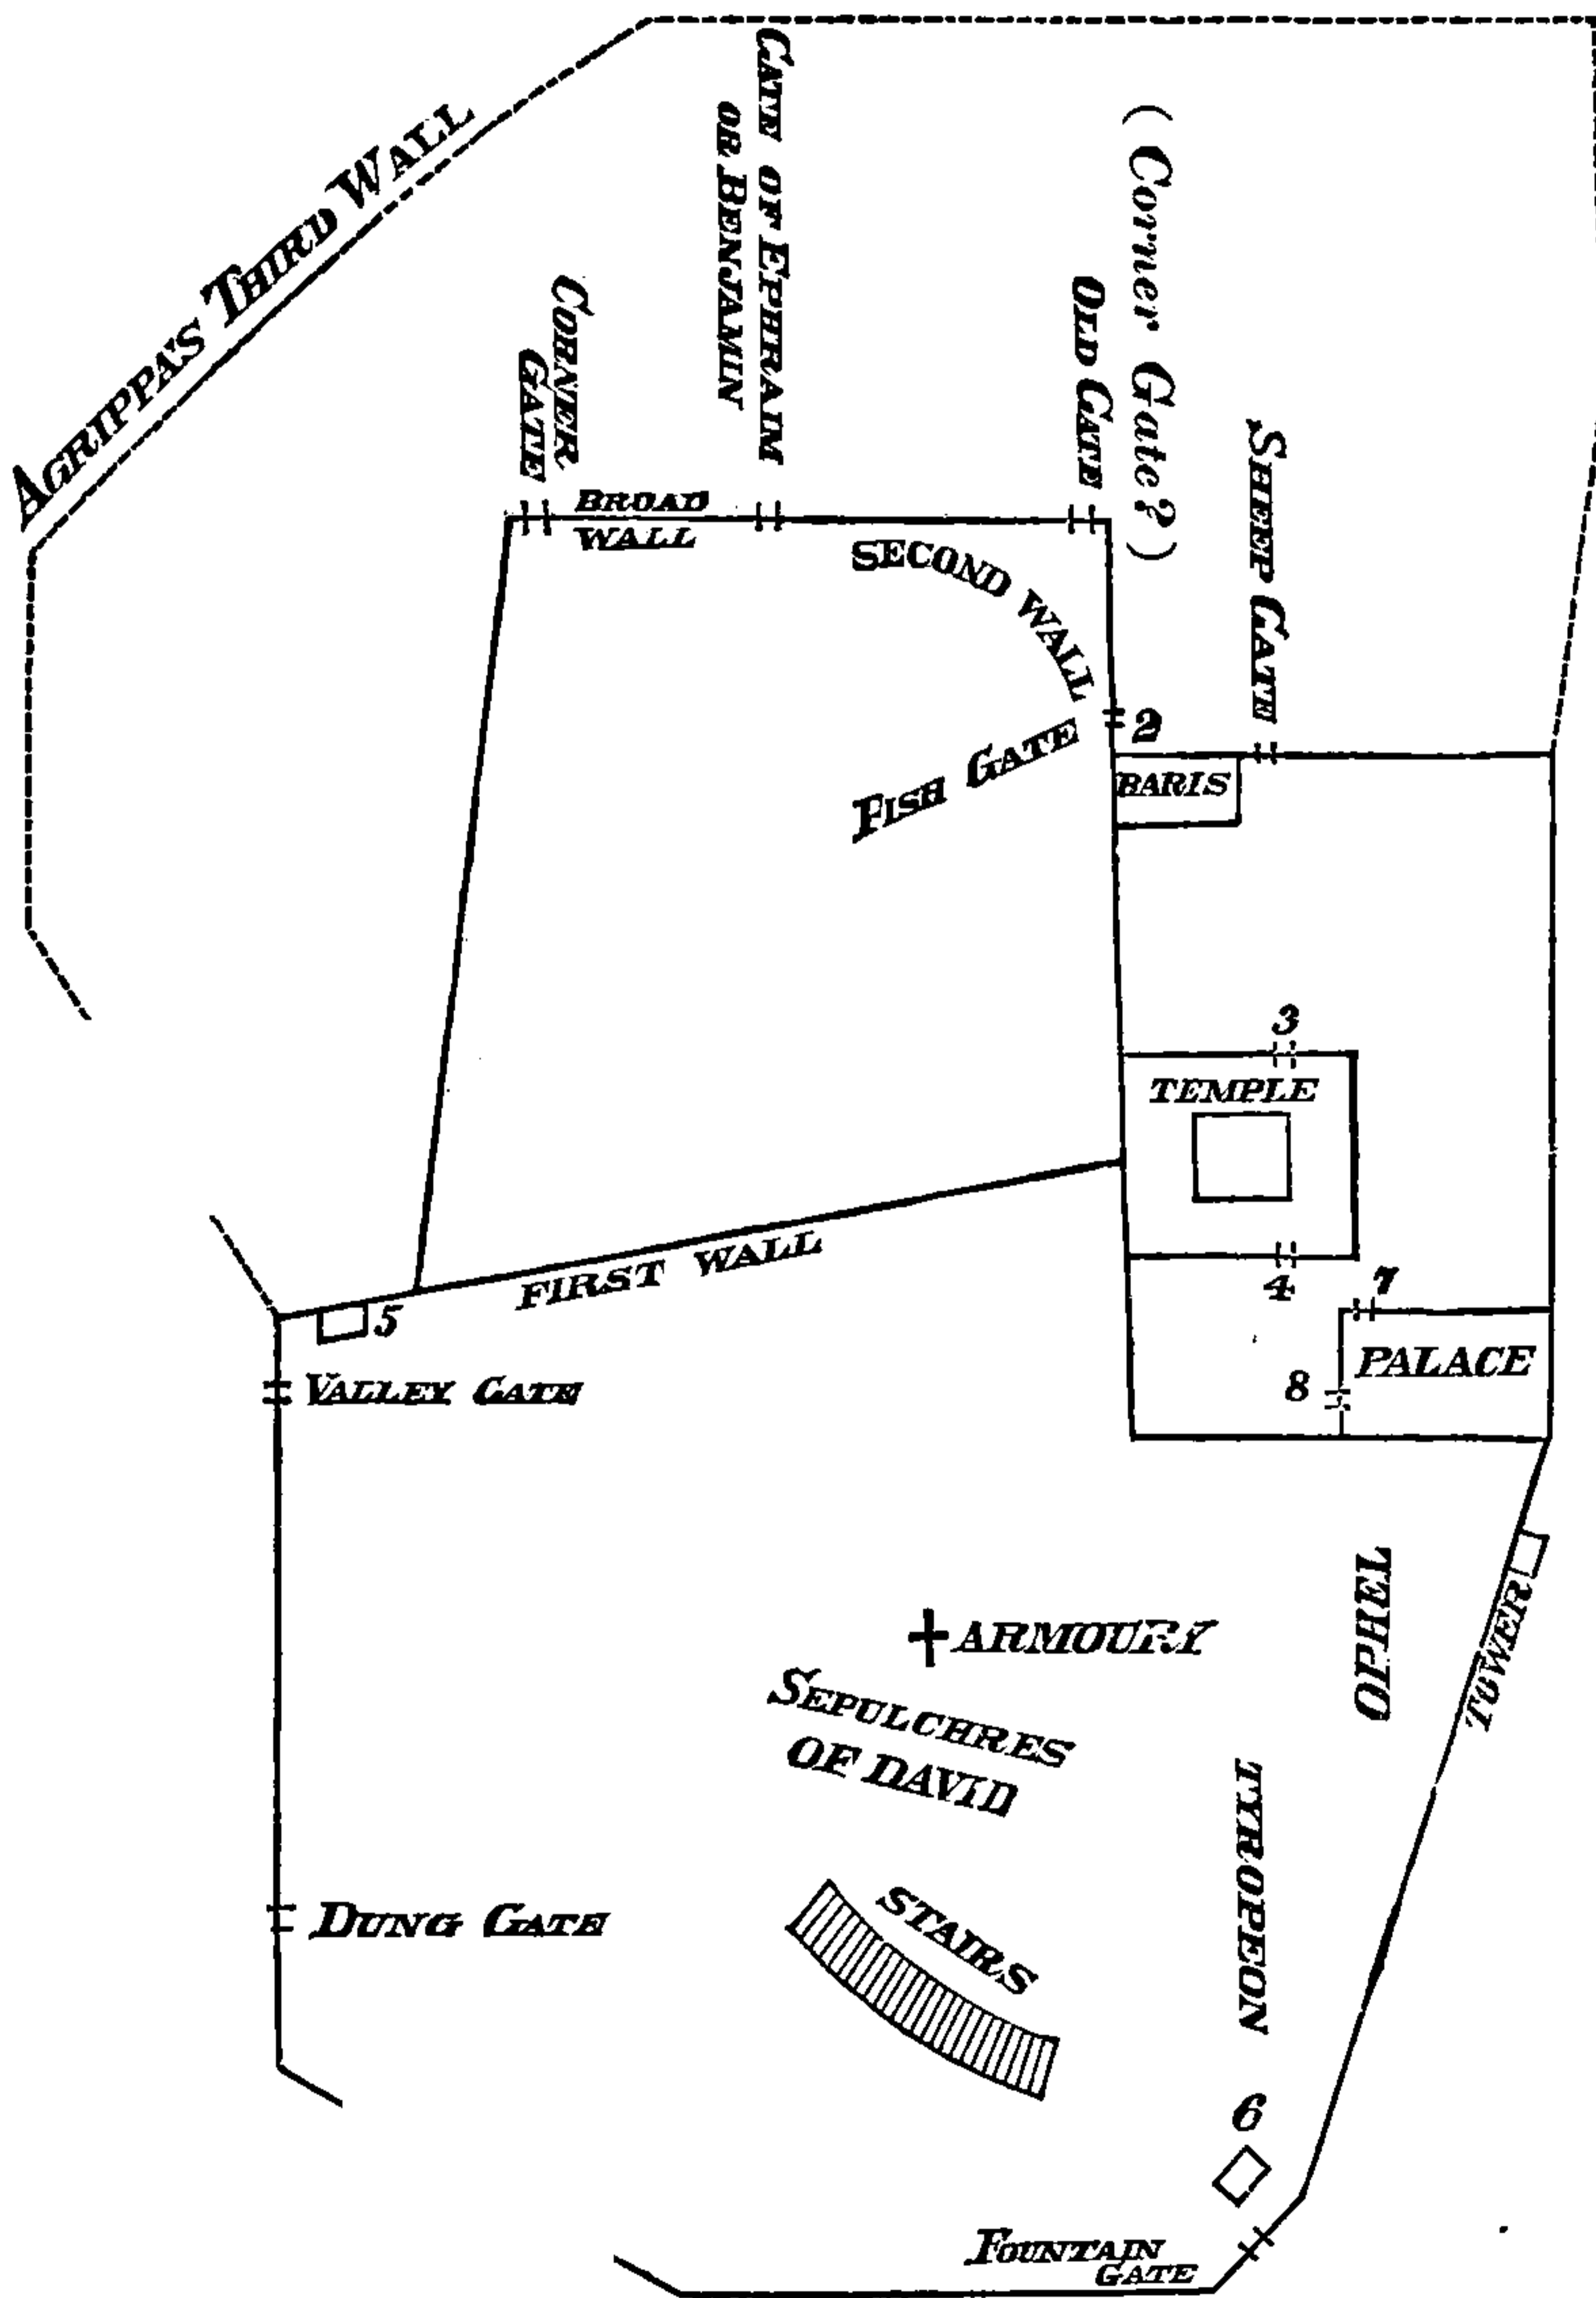 AGRIPPA'S THIRD WALL
GATE OF EPHRAIM
OR BENJAMIN
(Corner Gate?)
CORNER
GATE
OLD GATE
SHEEP GATE
BROAD
WALL
SECOND WALL
2
FISH GATE
BARIS
3
TEMPLE
FIRST WALL
4
7
5
PALACE
VALLEY GATE
8
OPHEL
TOWER
ARMOURY
SEPULCHRES
OF DAVID
TYROPEON
STAIRS
DUNG GATE
6
FOUNTAIN
GATE